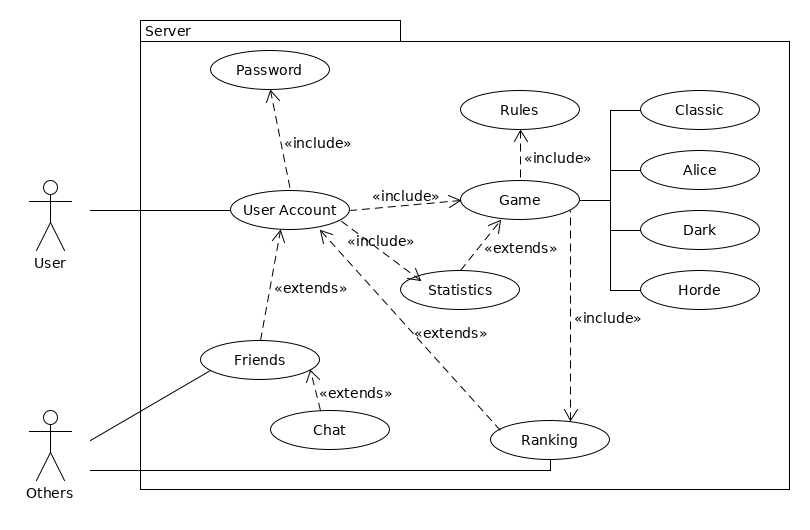 Server
Password
Rules
Classic
«include»
«include»
Alice
User
User Account
«include»
Game
Dark
«include»
«extends»
Statistics
Horde
«extends»
«extends»
«include»
Friends
«extends»
Chat
Ranking
Others